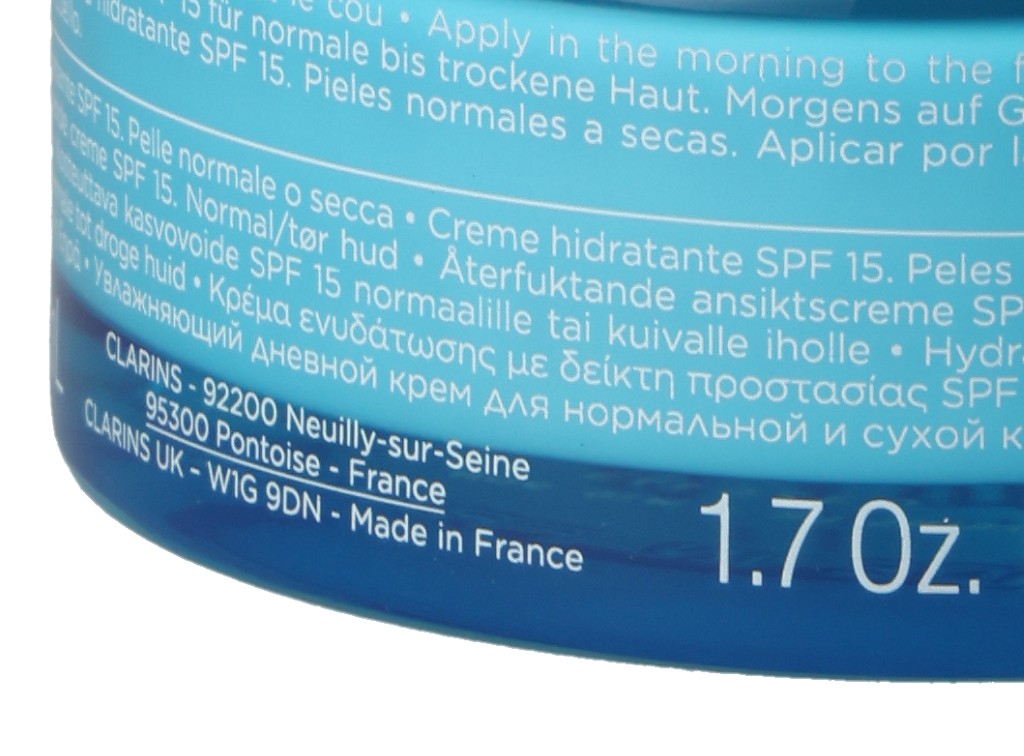 le cou • Apply in the morning to the
15 für normale bis trockene Haut. Morgens auf G
hidratante SPF 15. Pieles normales a secas. Aplicar por l
SPF 15. Pelle normale o secca • Creme hidratante SPF 15. Peles
creme SPF 15. Normal/tør hud • Återfuktande ansiktscreme SP
kasvovoide SPF 15 normaalille tai kuivalle iholle • Hydr
tot droge huid • Κρέμα ενυδάτωσης με δείκτη προστασίας SPF
• Увлажняющий дневной крем для нормальной и сухой к
CLARINS - 92200 Neuilly-sur-Seine
95300 Pontoise - France
CLARINS UK - W1G 9DN - Made in France
1.7 Oz.